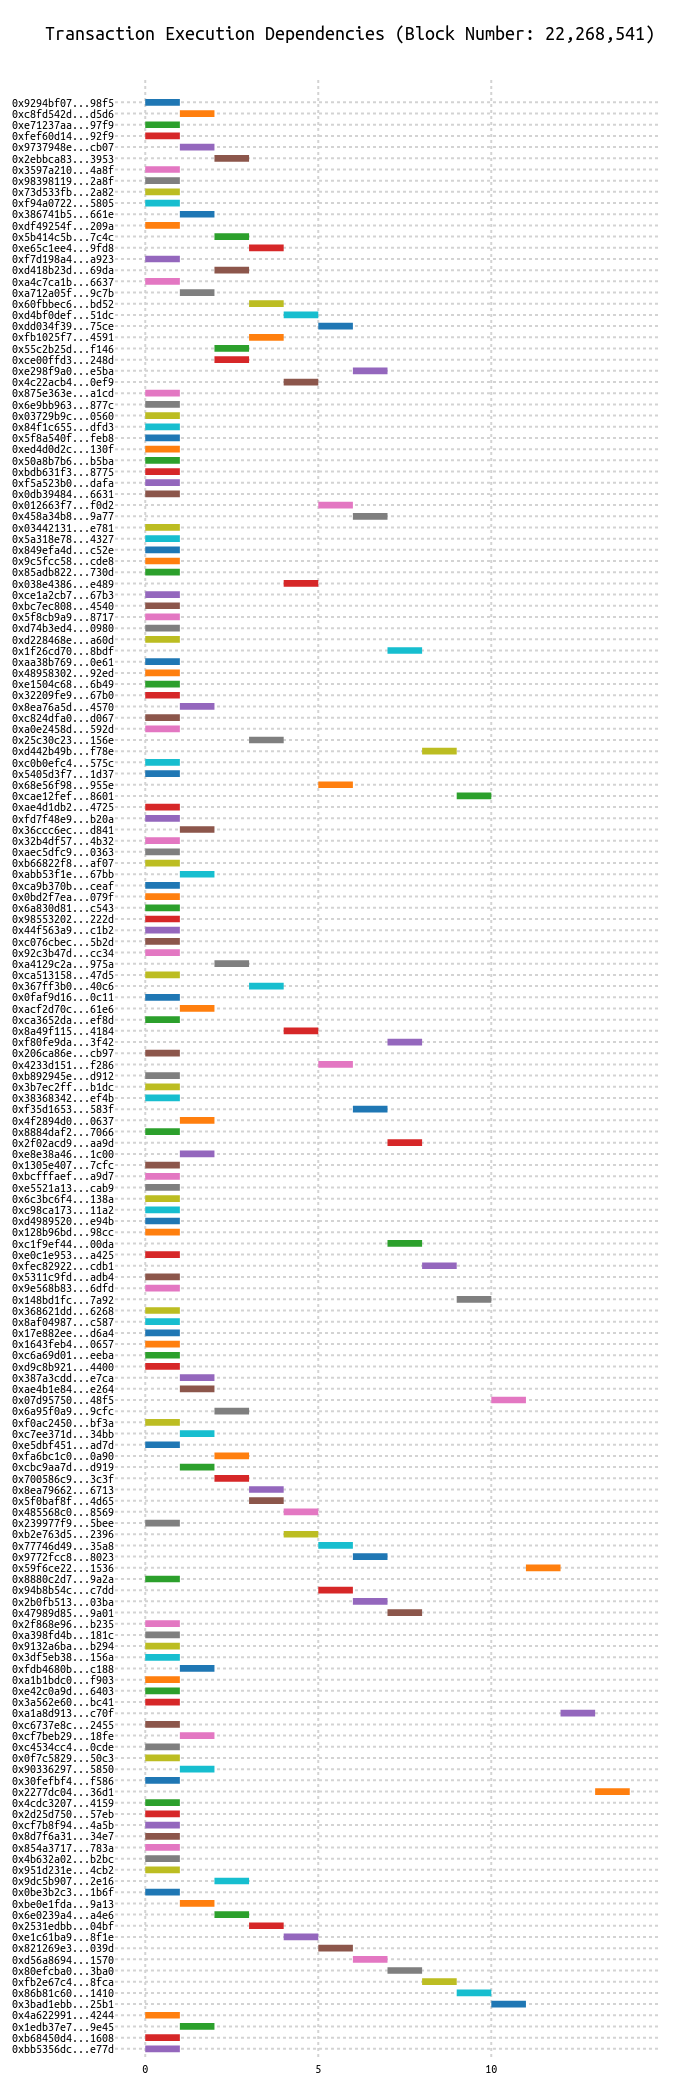 Transaction Execution Dependencies (Block Number: 22,268,541)
0x9294bf07...98f5
0xc8fd542d...d5d6
0xe71237aa...97f9
0xfef60d14...92f9
0x9737948e...cb07
0x2ebbca83...3953
0x3597a210...4a8f
0x98398119...2a8f
0x73d533fb...2a82
0xf94a0722...5805
0x386741b5...661e
0xdf49254f...209a
0x5b414c5b...7c4c
0xe65c1ee4...9fd8
0xf7d198a4...a923
0xd418b23d...69da
0xa4c7ca1b...6637
0xa712a05f...9c7b
0x60fbbec6...bd52
0xd4bf0def...51dc
0xdd034f39...75ce
0xfb1025f7...4591
0x55c2b25d...f146
0xce00ffd3...248d
0xe298f9a0...e5ba
0x4c22acb4...0ef9
0x875e363e...a1cd
0x6e9bb963...877c
0x03729b9c...0560
0x84f1c655...dfd3
0x5f8a540f...feb8
0xed4d0d2c...130f
0x50a8b7b6...b5ba
0xbdb631f3...8775
0xf5a523b0...dafa
0x0db39484...6631
0x012663f7...f0d2
0x458a34b8...9a77
0x03442131...e781
0x5a318e78...4327
0x849efa4d...c52e
0x9c5fcc58...cde8
0x85adb822...730d
0x038e4386...e489
0xce1a2cb7...67b3
0xbc7ec808...4540
0x5f8cb9a9...8717
0xd74b3ed4...0980
0xd228468e...a60d
0x1f26cd70...8bdf
0xaa38b769...0e61
0x48958302...92ed
0xe1504c68...6b49
0x32209fe9...67b0
0x8ea76a5d...4570
0xc824dfa0...d067
0xa0e2458d...592d
0x25c30c23...156e
0xd442b49b...f78e
0xc0b0efc4...575c
0x5405d3f7...1d37
0x68e56f98...955e
0xcae12fef...8601
0xae4d1db2...4725
0xfd7f48e9...b20a
0x36ccc6ec...d841
0x32b4df57...4b32
0xaec5dfc9...0363
0xb66822f8...af07
0xabb53f1e...67bb
0xca9b370b...ceaf
0x0bd2f7ea...079f
0x6a830d81...c543
0x98553202...222d
0x44f563a9...c1b2
0xc076cbec...5b2d
0x92c3b47d...cc34
0xa4129c2a...975a
0xca513158...47d5
0x367ff3b0...40c6
0x0faf9d16...0c11
0xacf2d70c...61e6
0xca3652da...ef8d
0x8a49f115...4184
0xf80fe9da...3f42
0x206ca86e...cb97
0x4233d151...f286
0xb892945e...d912
0x3b7ec2ff...b1dc
0x38368342...ef4b
0xf35d1653...583f
0x4f2894d0...0637
0x8884daf2...7066
0x2f02acd9...aa9d
0xe8e38a46...1c00
0x1305e407...7cfc
0xbcfffaef...a9d7
0xe5521a13...cab9
0x6c3bc6f4...138a
0xc98ca173...11a2
0xd4989520...e94b
0x128b96bd...98cc
0xc1f9ef44...00da
0xe0c1e953...a425
0xfec82922...cdb1
0x5311c9fd...adb4
0x9e568b83...6dfd
0x148bd1fc...7a92
0x368621dd...6268
0x8af04987...c587
0x17e882ee...d6a4
0x1643feb4...0657
0xc6a69d01...eeba
0xd9c8b921...4400
0x387a3cdd...e7ca
0xae4b1e84...e264
0x07d95750...48f5
0x6a95f0a9...9cfc
0xf0ac2450...bf3a
0xc7ee371d...34bb
0xe5dbf451...ad7d
0xfa6bc1c0...0a90
0xcbc9aa7d...d919
0x700586c9...3c3f
0x8ea79662...6713
0x5f0baf8f...4d65
0x485568c0...8569
0x239977f9...5bee
0xb2e763d5...2396
0x77746d49...35a8
0x9772fcc8...8023
0x59f6ce22...1536
0x8880c2d7...9a2a
0x94b8b54c...c7dd
0x2b0fb513...03ba
0x47989d85...9a01
0x2f868e96...b235
0xa398fd4b...181c
0x9132a6ba...b294
0x3df5eb38...156a
0xfdb4680b...c188
0xa1b1bdc0...f903
0xe42c0a9d...6403
0x3a562e60...bc41
0xa1a8d913...c70f
0xc6737e8c...2455
0xcf7beb29...18fe
0xc4534cc4...0cde
0x0f7c5829...50c3
0x90336297...5850
0x30fefbf4...f586
0x2277dc04...36d1
0x4cdc3207...4159
0x2d25d750...57eb
0xcf7b8f94...4a5b
0x8d7f6a31...34e7
0x854a3717...783a
0x4b632a02...b2bc
0x951d231e...4cb2
0x9dc5b907...2e16
0x0be3b2c3...1b6f
0xbe0e1fda...9a13
0x6e0239a4...a4e6
0x2531edbb...04bf
0xe1c61ba9...8f1e
0x821269e3...039d
0xd56a8694...1570
0x80efcba0...3ba0
0xfb2e67c4...8fca
0x86b81c60...1410
0x3bad1ebb...25b1
0x4a622991...4244
0x1edb37e7...9e45
0xb68450d4...1608
0xbb5356dc...e77d
0 5 10